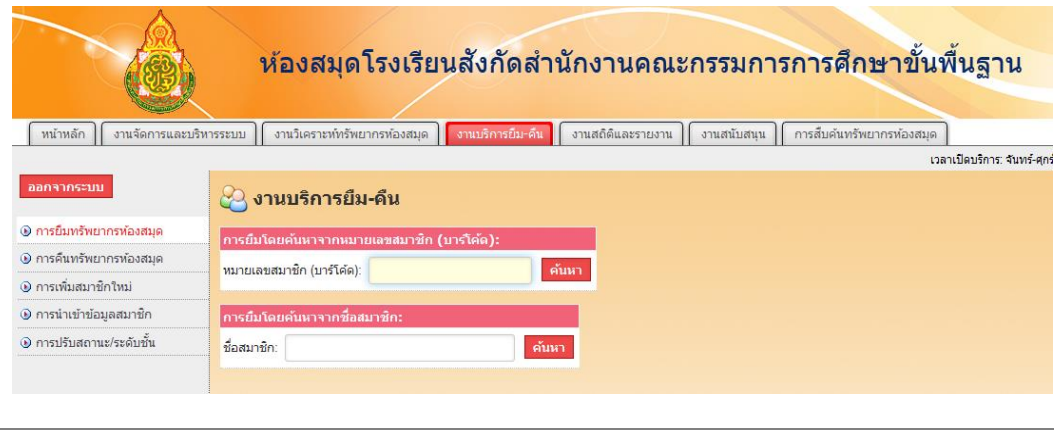 ห้องสมุดโรงเรียนสังกัดสำนักงานคณะกรรมการการศึกษาขั้นพื้นฐาน
หน้าหลัก งานจัดการและบริหารระบบ งานวิเคราะห์ทรัพยากรห้องสมุด งานบริการยืม-คืน งานสถิติและรายงาน งานสนับสนุน การสืบค้นทรัพยากรห้องสมุด
เวลาเปิดบริการ: จันทร์-ศุกร์
ออกจากระบบ
งานบริการยืม-คืน
การยืมทรัพยากรห้องสมุด
การคืนทรัพยากรห้องสมุด
การเพิ่มสมาชิกใหม่
การนำเข้าข้อมูลสมาชิก
การปรับสถานะ/ระดับชั้น
การยืมโดยค้นหาจากหมายเลขสมาชิก (บาร์โค้ด):
หมายเลขสมาชิก (บาร์โค้ด): ค้นหา
การยืมโดยค้นหาจากชื่อสมาชิก:
ชื่อสมาชิก: ค้นหา